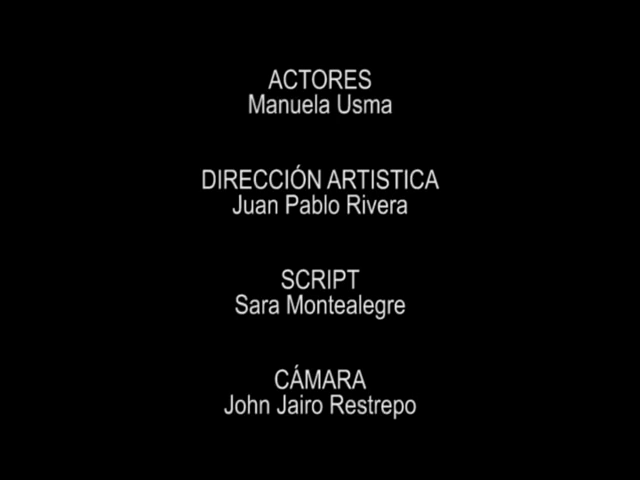 ACTORES
Manuela Usma
DIRECCIÓN ARTISTICA
Juan Pablo Rivera
SCRIPT
Sara Montealegre
CÁMARA
John Jairo Restrepo